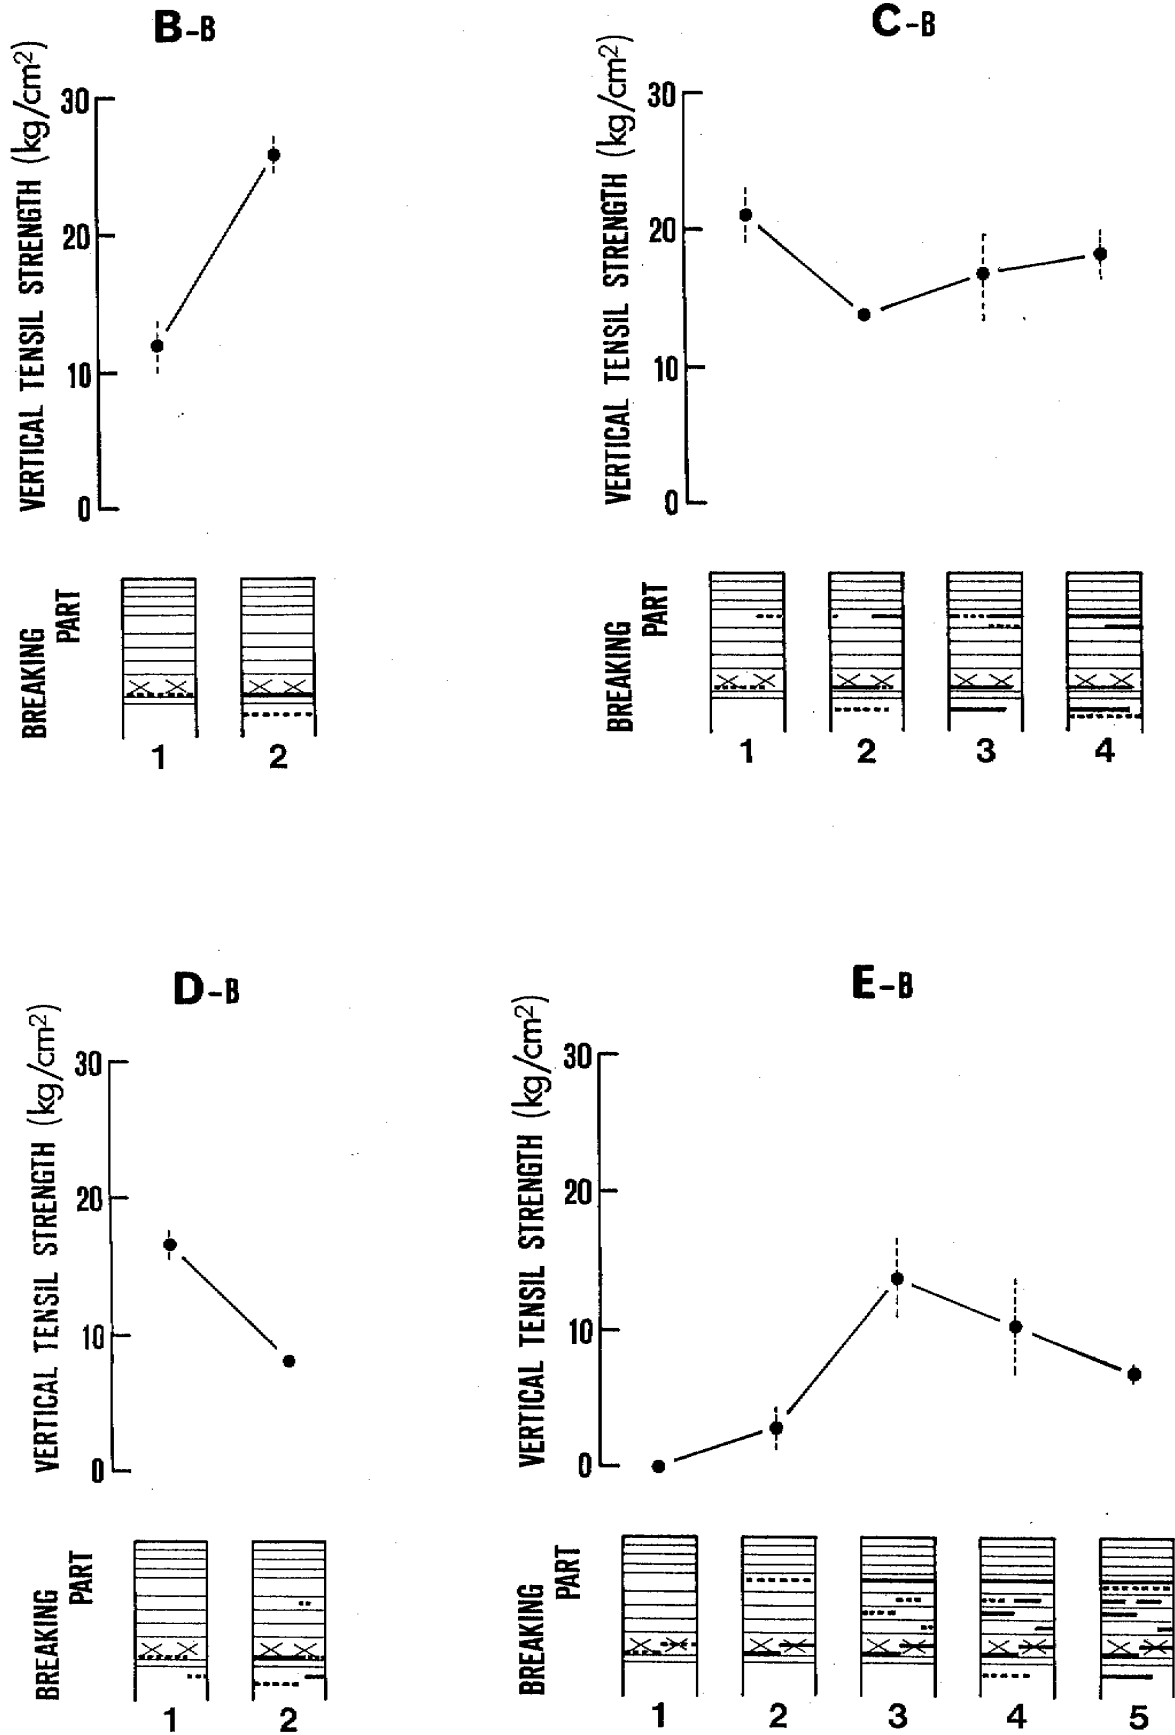 B-B
VERTICAL TENSIL STRENGTH (kg/cm²)
30
20
10
0
BREAKING
PART
1 2
C-B
VERTICAL TENSIL STRENGTH (kg/cm²)
30
20
10
0
BREAKING
PART
1 2 3 4
D-B
VERTICAL TENSIL STRENGTH (kg/cm²)
30
20
10
0
BREAKING
PART
1 2
E-B
VERTICAL TENSIL STRENGTH (kg/cm²)
30
20
10
0
BREAKING
PART
1 2 3 4 5